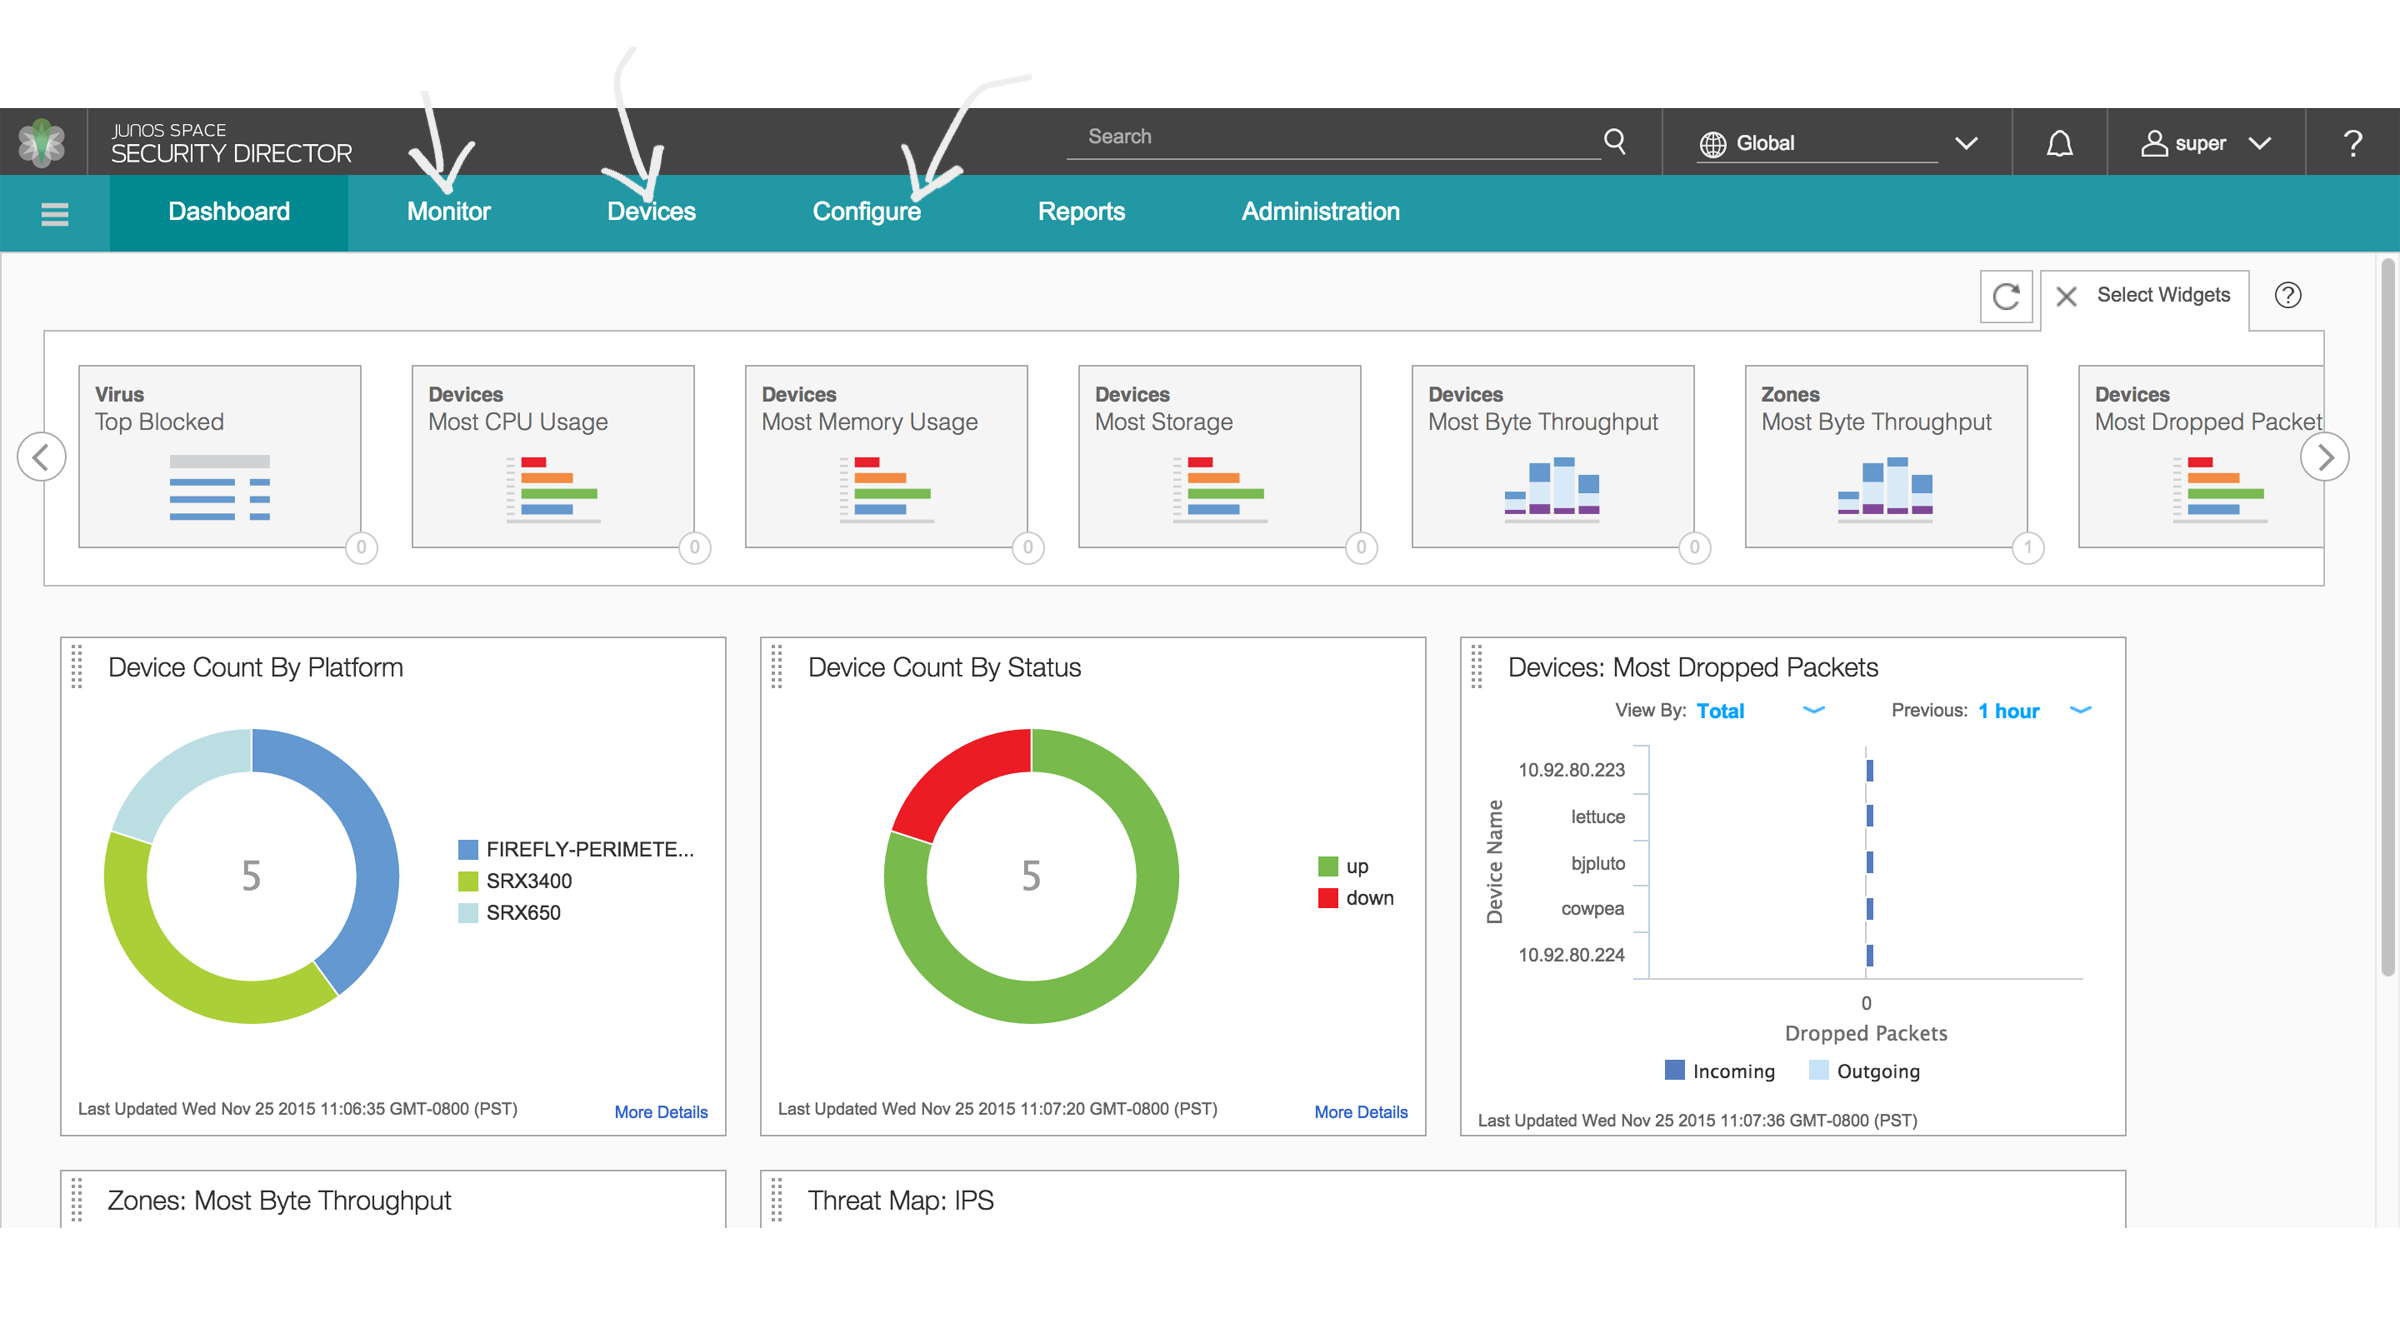 JUNOS SPACE
SECURITY DIRECTOR
Search
Global
super
?
Dashboard Monitor Devices Configure Reports Administration
Select Widgets
?
Virus
Top Blocked
0
Devices
Most CPU Usage
0
Devices
Most Memory Usage
0
Devices
Most Storage
0
Devices
Most Byte Throughput
0
Zones
Most Byte Throughput
1
Devices
Most Dropped Packet
Device Count By Platform
5
FIREFLY-PERIMETE...
SRX3400
SRX650
Last Updated Wed Nov 25 2015 11:06:35 GMT-0800 (PST)
More Details
Device Count By Status
5
up
down
Last Updated Wed Nov 25 2015 11:07:20 GMT-0800 (PST)
More Details
Devices: Most Dropped Packets
View By: Total
Previous: 1 hour
Device Name
10.92.80.223
lettuce
bjpluto
cowpea
10.92.80.224
0
Dropped Packets
Incoming
Outgoing
Last Updated Wed Nov 25 2015 11:07:36 GMT-0800 (PST)
Zones: Most Byte Throughput
Threat Map: IPS